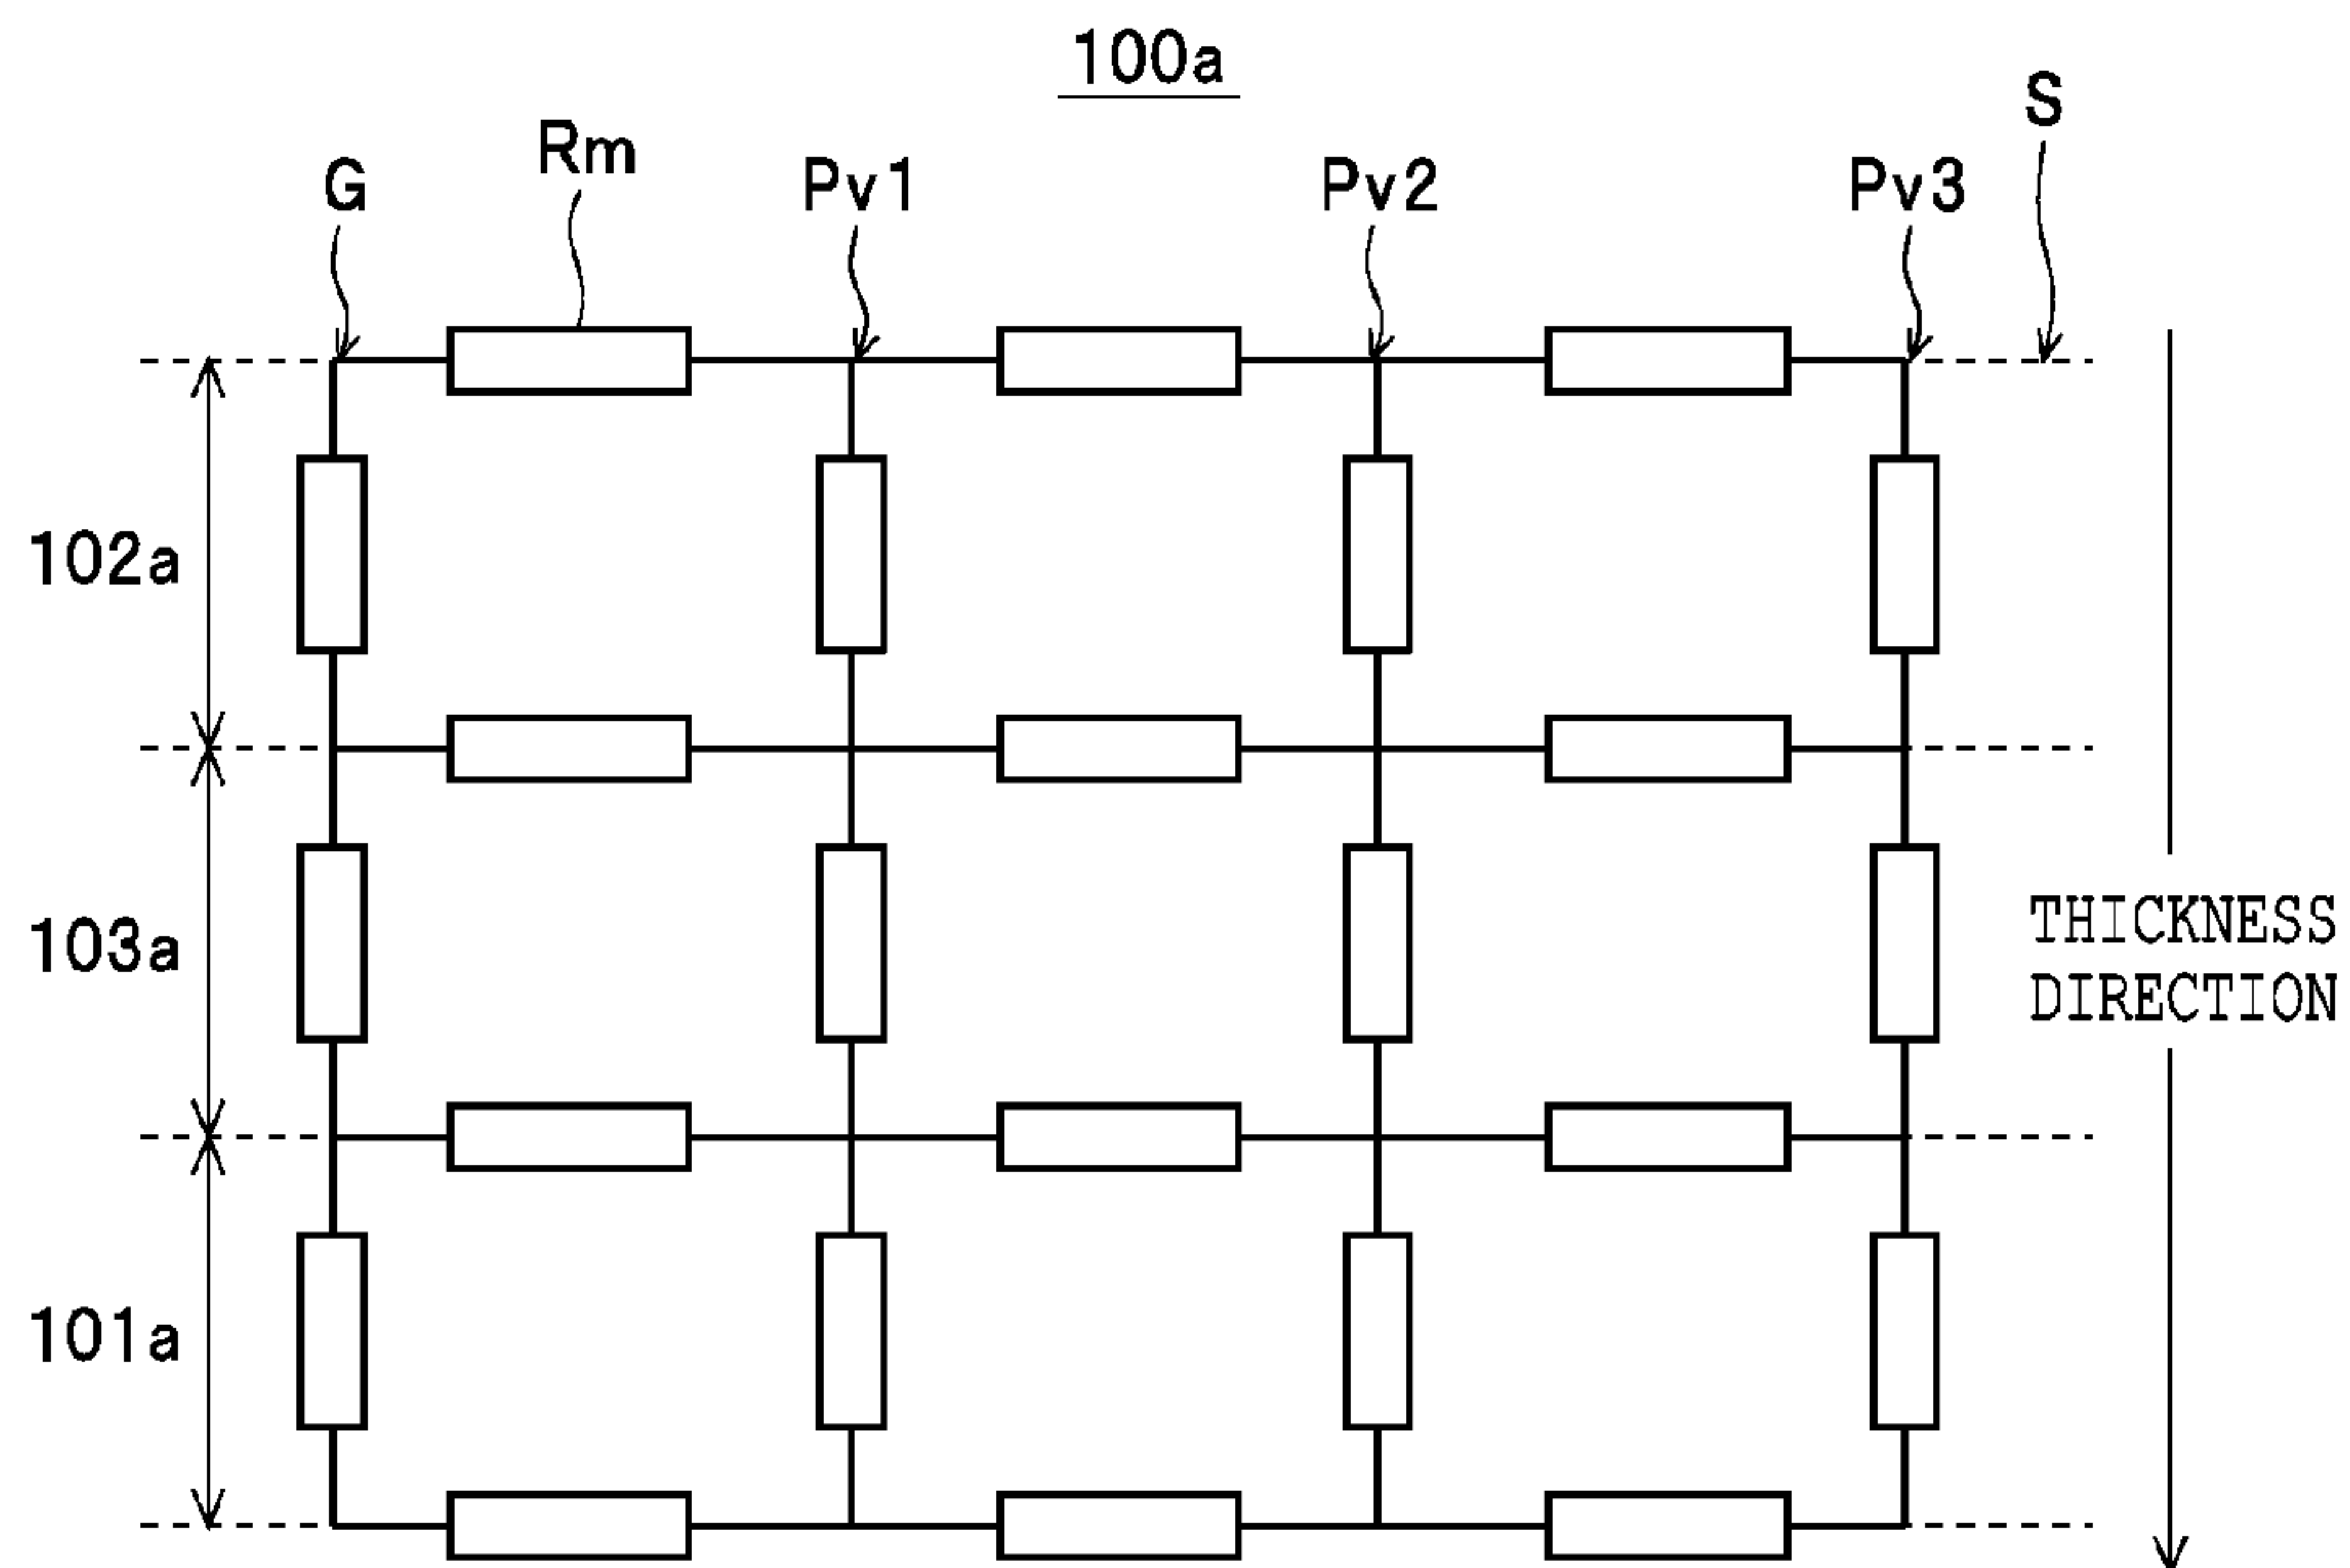 100a
S
Rm
G
Pv1
Pv2
Pv3
102a
103a
THICKNESS
DIRECTION
101a